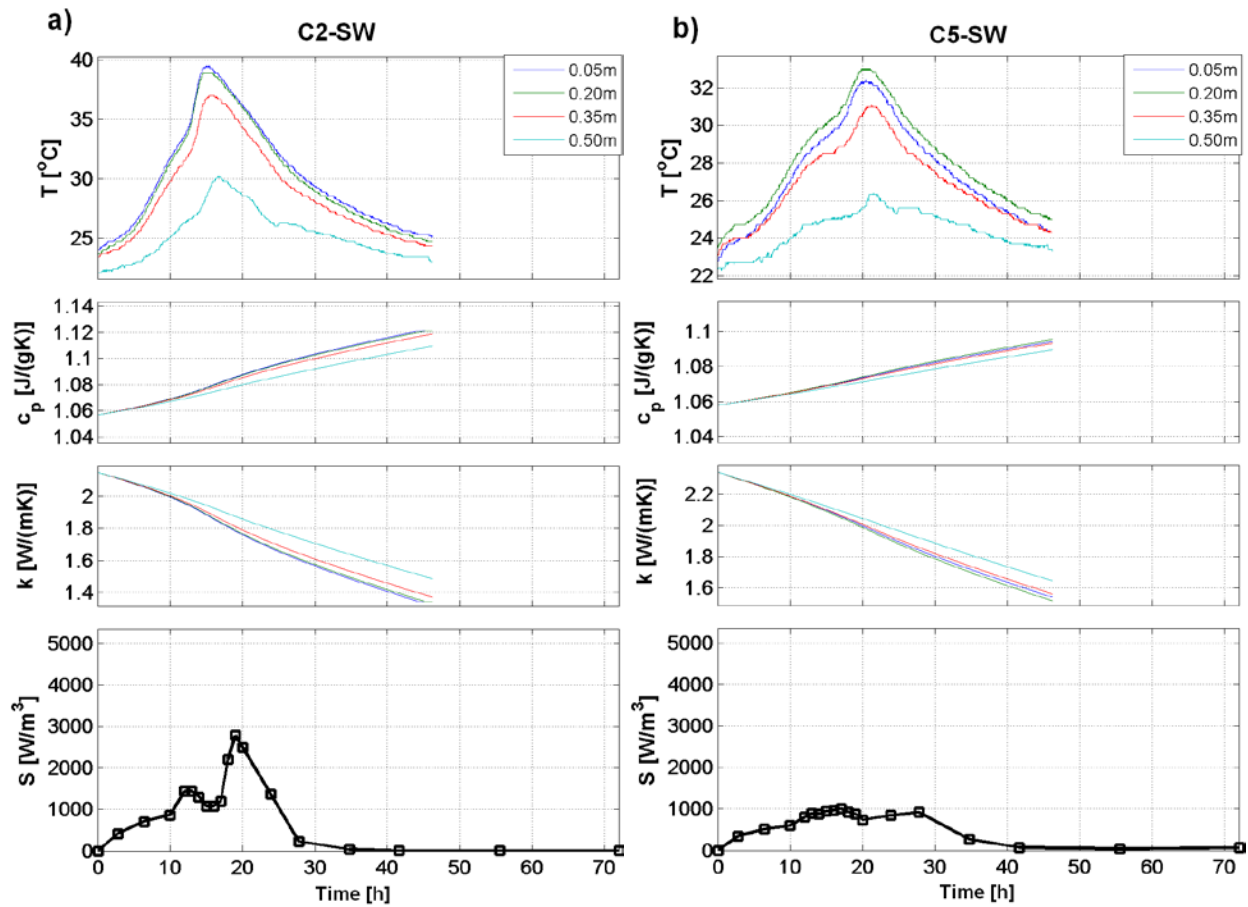 a)
C2-SW
40
35
30
25
T [°C]
0.05m
0.20m
0.35m
0.50m
1.14
1.12
1.1
1.08
1.06
1.04
c_p [J/(gK)]
2
1.8
1.6
1.4
k [W/(mK)]
5000
4000
3000
2000
1000
0
S [W/m³]
0 10 20 30 40 50 60 70
Time [h]
b)
C5-SW
32
30
28
26
24
22
T [°C]
0.05m
0.20m
0.35m
0.50m
1.1
1.08
1.06
1.04
c_p [J/(gK)]
2.2
2
1.8
1.6
k [W/(mK)]
5000
4000
3000
2000
1000
0
S [W/m³]
0 10 20 30 40 50 60 70
Time [h]